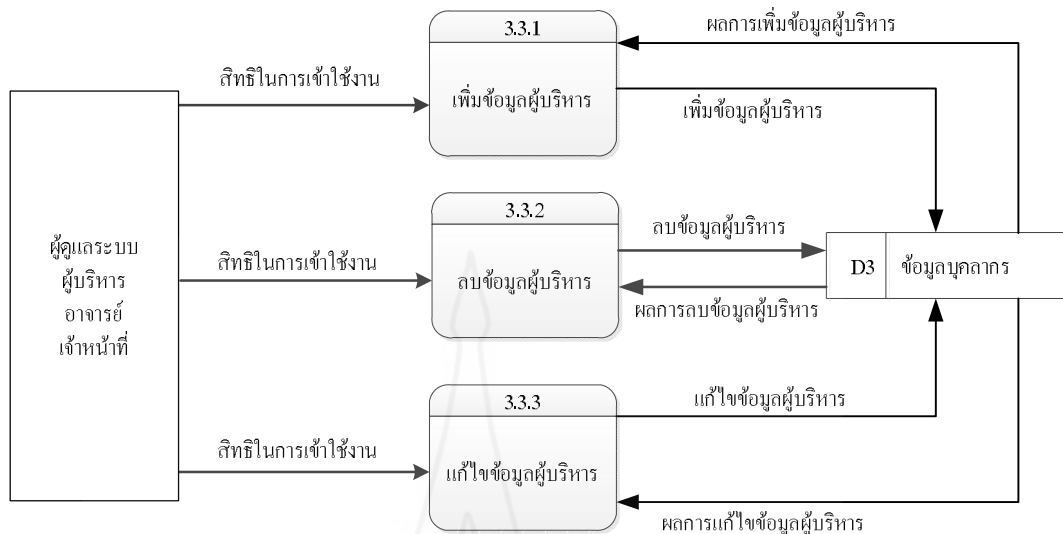 3.3.1
ผลการเพิ่มข้อมูลผู้บริหาร
สิทธิในการเข้าใช้งาน
เพิ่มข้อมูลผู้บริหาร
เพิ่มข้อมูลผู้บริหาร
3.3.2
ลบข้อมูลผู้บริหาร
ผู้ดูแลระบบ
ผู้บริหาร
อาจารย์
เจ้าหน้าที่
สิทธิในการเข้าใช้งาน
ลบข้อมูลผู้บริหาร
D3 ข้อมูลบุคลากร
ผลการลบข้อมูลผู้บริหาร
3.3.3
แก้ไขข้อมูลผู้บริหาร
สิทธิในการเข้าใช้งาน
แก้ไขข้อมูลผู้บริหาร
ผลการแก้ไขข้อมูลผู้บริหาร